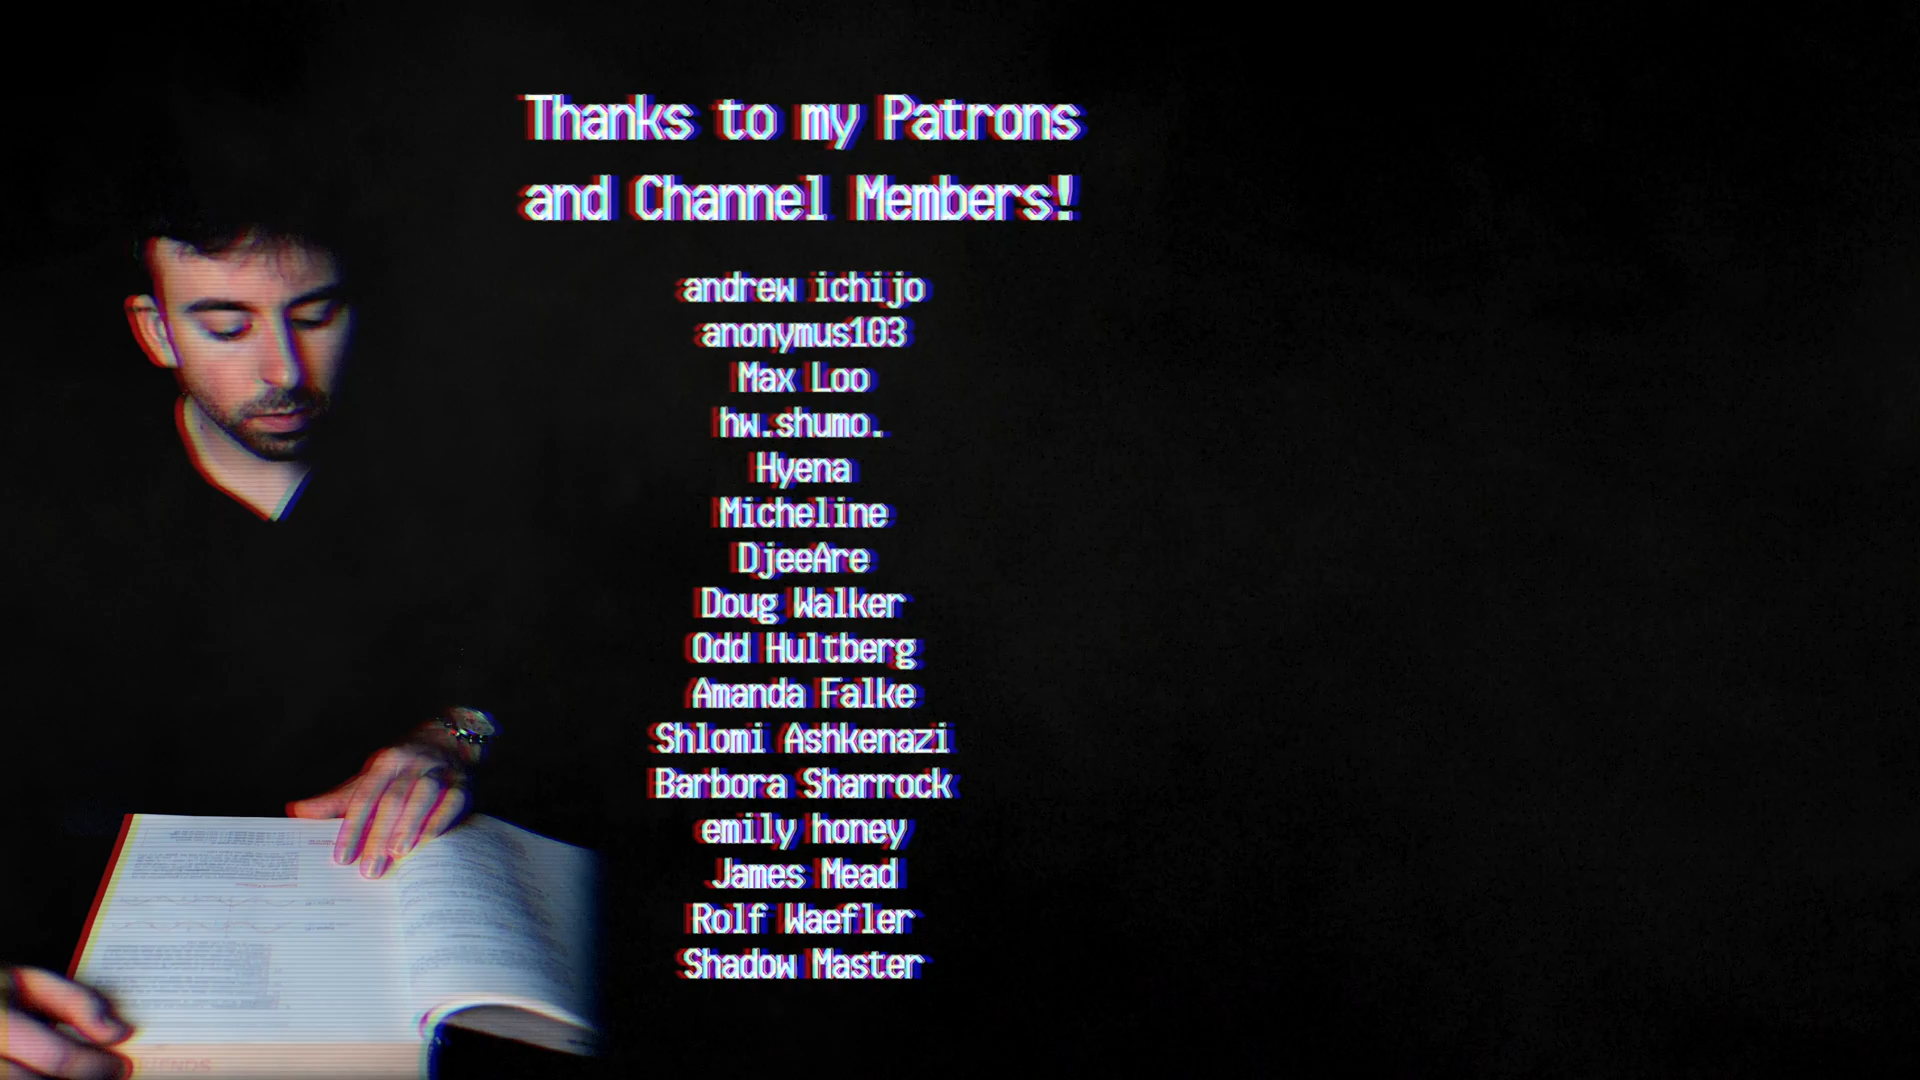 Thanks to my Patrons
and Channel Members!
andrew ichijo
anonymus103
Max Loo
hw.shumo.
Hyena
Micheline
DjeeAre
Doug Walker
Odd Hultberg
Amanda Falke
Shlomi Ashkenazi
Barbora Sharrock
emily honey
James Mead
Rolf Waefler
Shadow Master